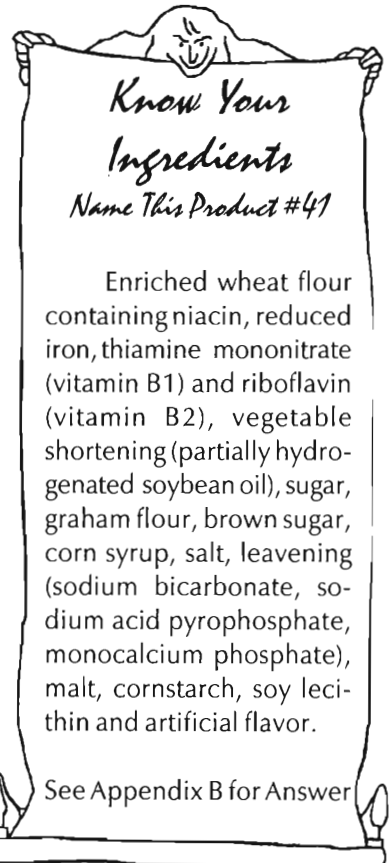 Know Your
Ingredients
Name This Product #41
Enriched wheat flour
containing niacin, reduced
iron, thiamine mononitrate
(vitamin B1) and riboflavin
(vitamin B2), vegetable
shortening (partially hydro-
genated soybean oil), sugar,
graham flour, brown sugar,
corn syrup, salt, leavening
(sodium bicarbonate, so-
dium acid pyrophosphate,
monocalcium phosphate),
malt, cornstarch, soy leci-
thin and artificial flavor.
See Appendix B for Answer